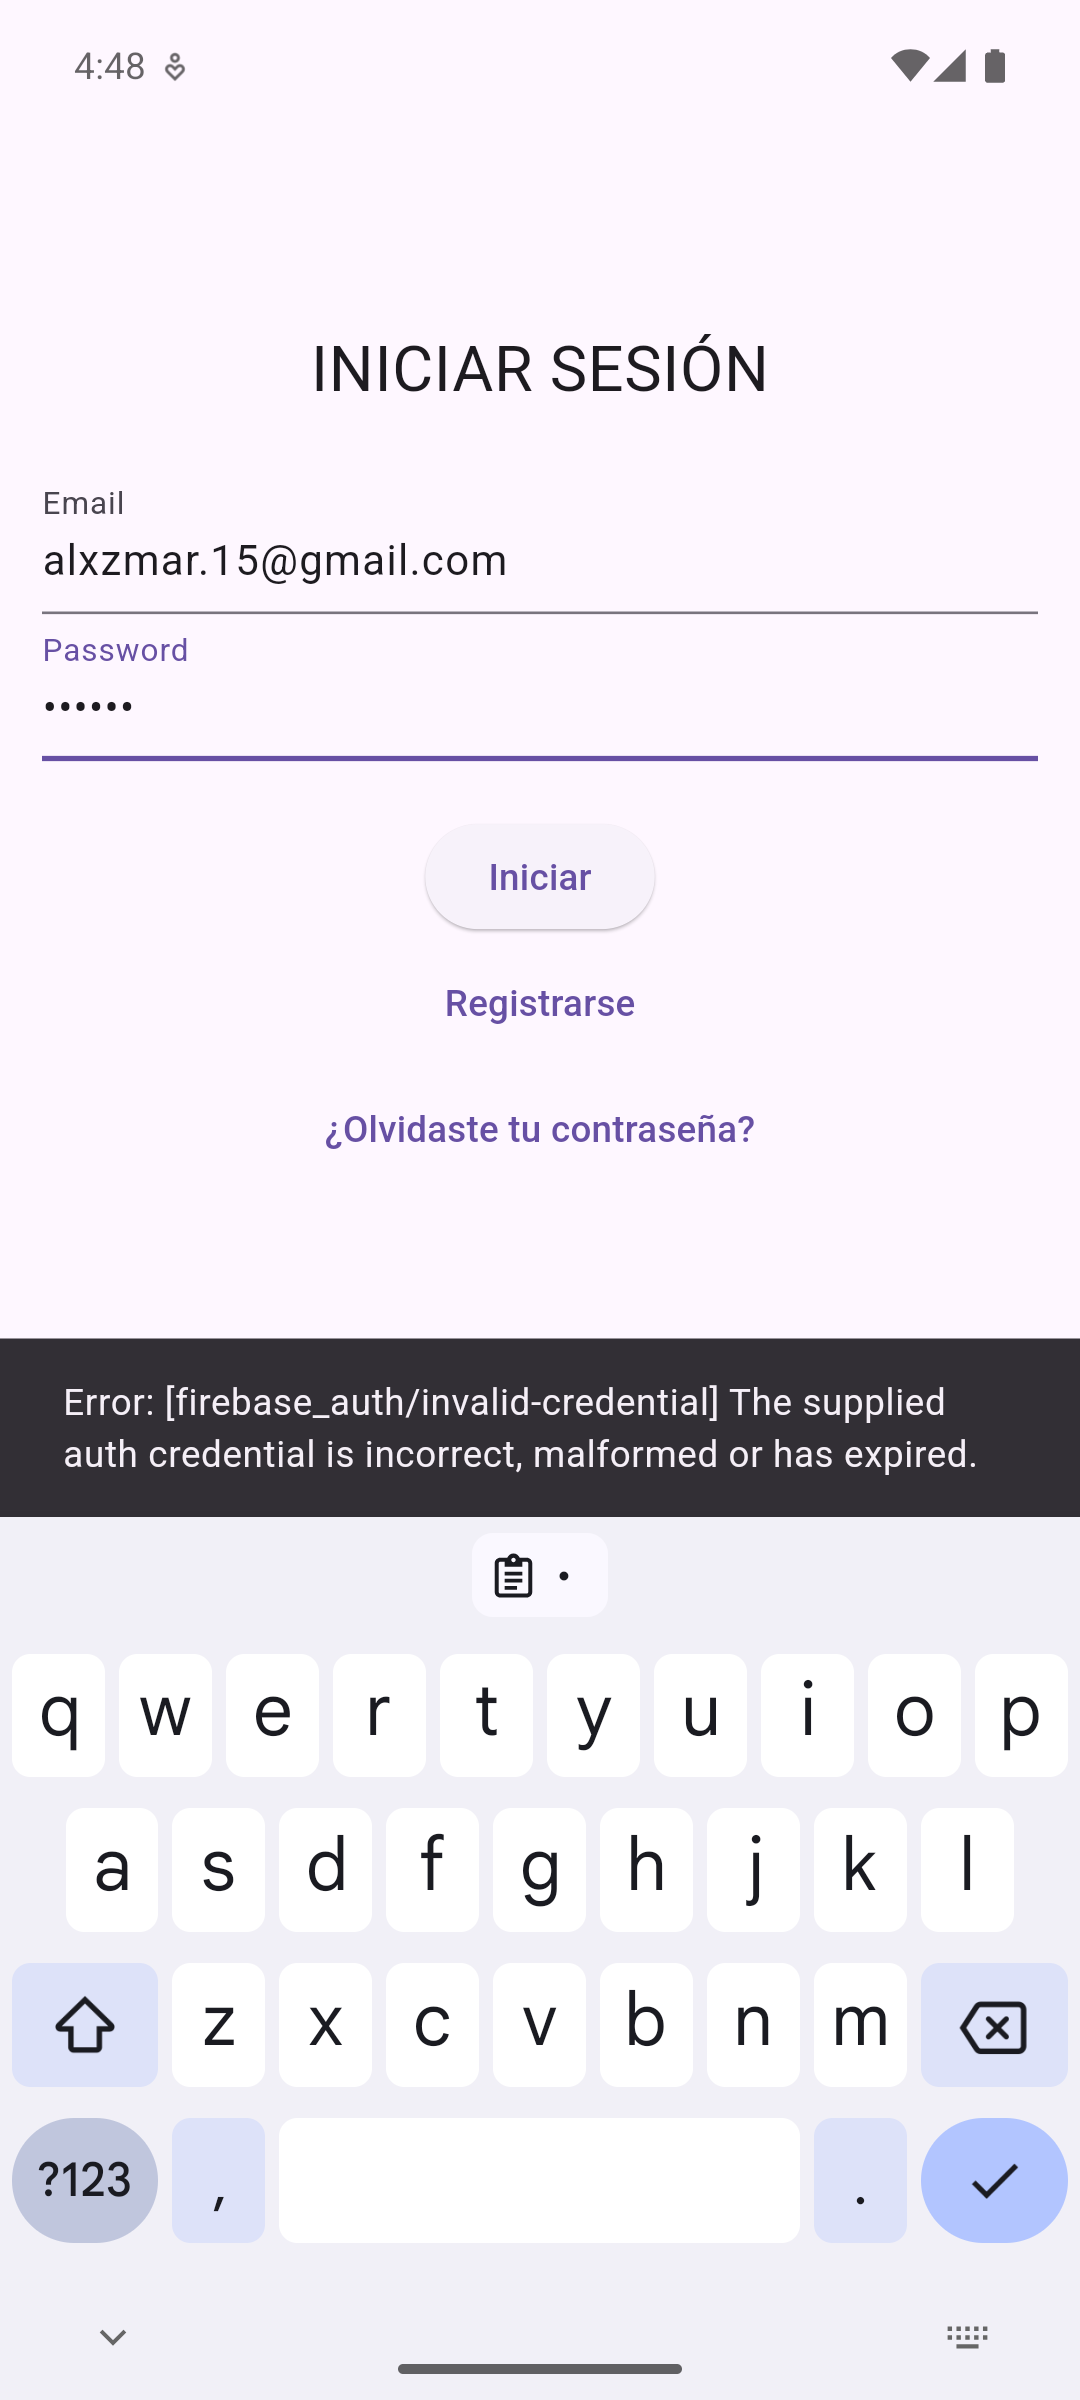 4:48
INICIAR SESIÓN
Email
alxzmar.15@gmail.com
Password
••••••
Iniciar
Registrarse
¿Olvidaste tu contraseña?
Error: [firebase_auth/invalid-credential] The supplied
auth credential is incorrect, malformed or has expired.
•
q w e r t y u i o p
a s d f g h j k l
z x c v b n m
?123 , .